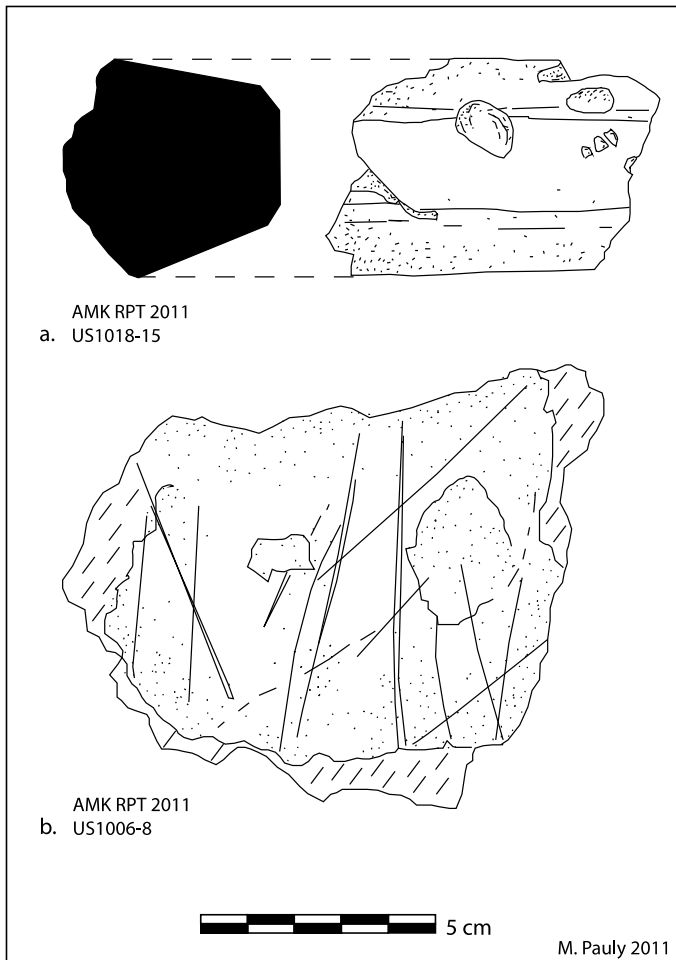 AMK RPT 2011
a. US1018-15
AMK RPT 2011
b. US1006-8
5 cm
M. Pauly 2011